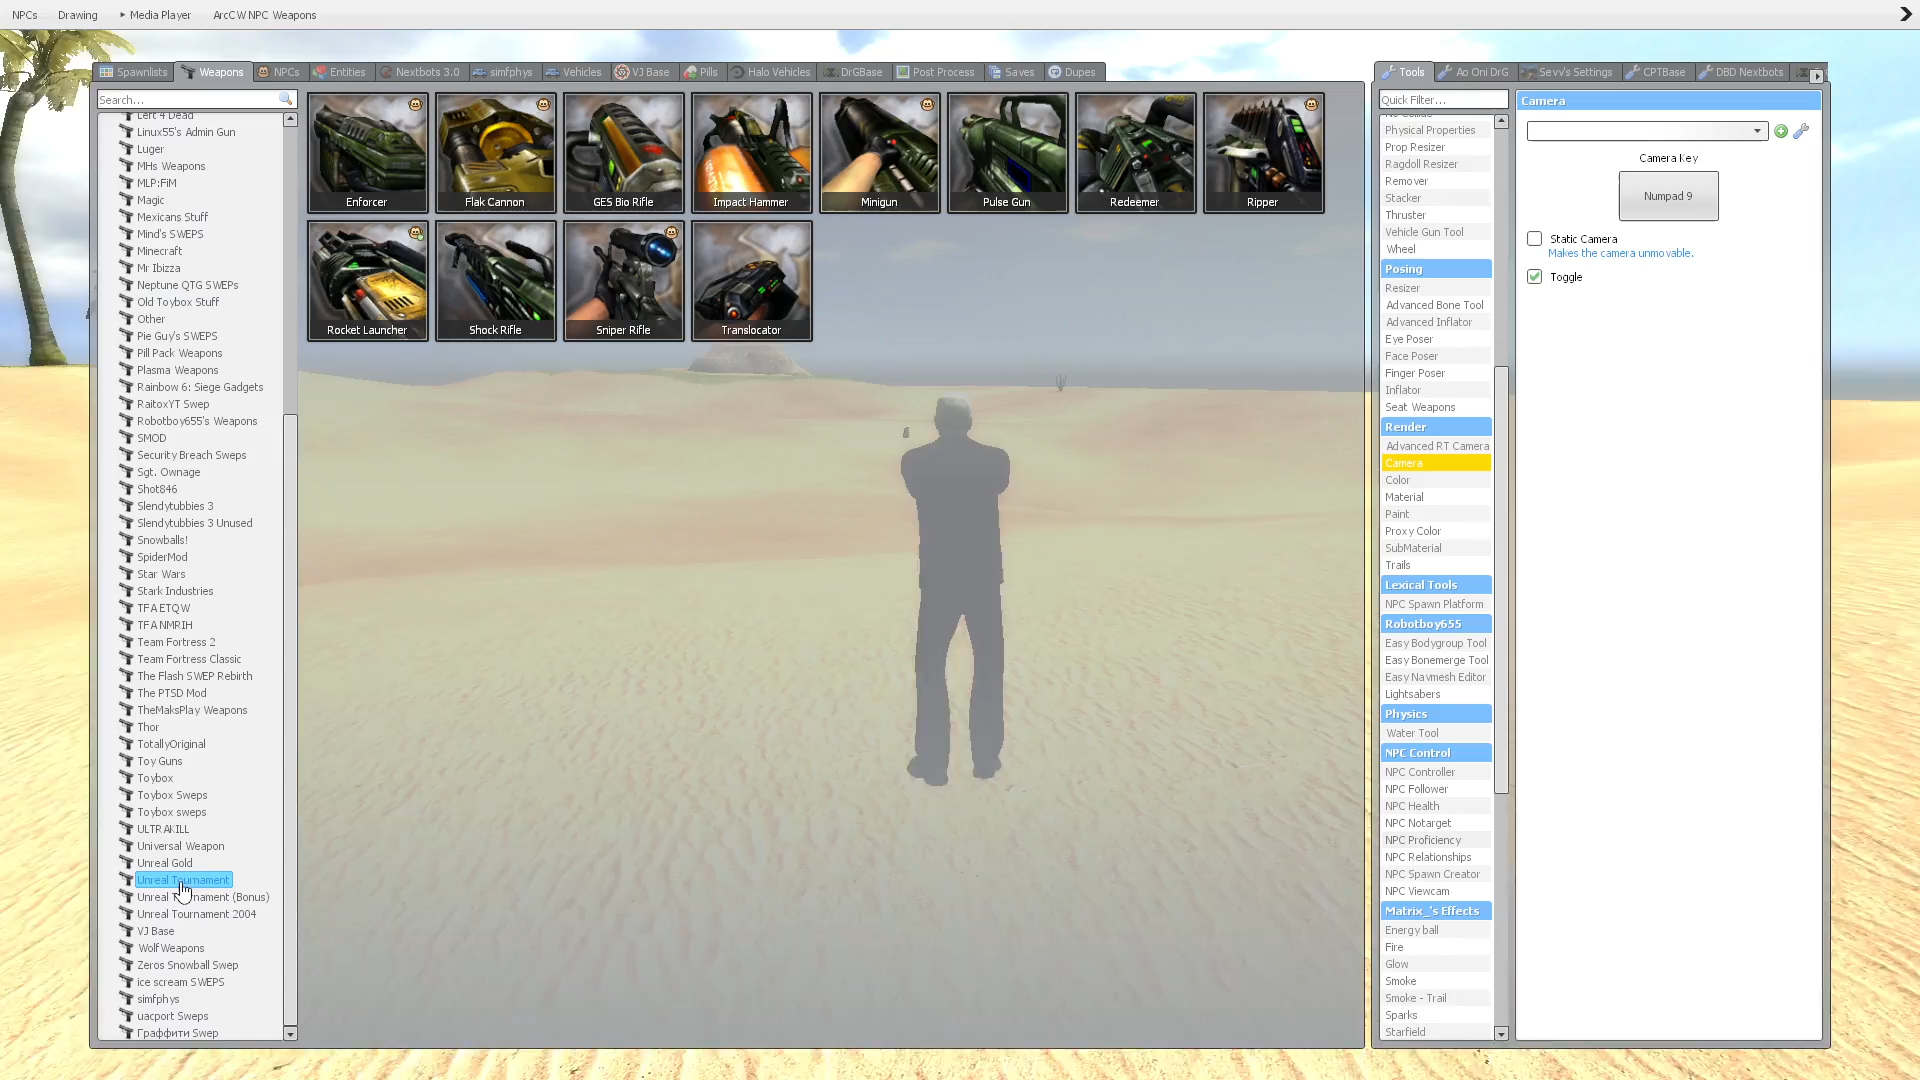 NPCs Drawing Media Player ArcCW NPC Weapons
Spawnlists Weapons NPCs Entities Nextbots 3.0 simfphys Vehicles VJ Base Pills Halo Vehicles DrGBase Post Process Saves Dupes
Search...
Left 4 Dead
Linux55's Admin Gun
Luger
MHs Weapons
MLP:FiM
Magic
Mexicans Stuff
Mind's SWEPS
Minecraft
Mr Ibizza
Neptune QTG SWEPs
Old Toybox Stuff
Other
Pie Guy's SWEPS
Pill Pack Weapons
Plasma Weapons
Rainbow 6: Siege Gadgets
RaitoxYT Swep
Robotboy655's Weapons
SMOD
Security Breach Sweps
Sgt. Ownage
Shot846
Slendytubbies 3
Slendytubbies 3 Unused
Snowballs!
SpiderMod
Star Wars
Stark Industries
TFA ETQW
TFA NMRIH
Team Fortress 2
Team Fortress Classic
The Flash SWEP Rebirth
The PTSD Mod
TheMaksPlay Weapons
Thor
TotallyOriginal
Toy Guns
Toybox
Toybox Sweps
Toybox sweps
ULTRAKILL
Universal Weapon
Unreal Gold
Unreal Tournament
Unreal Tournament (Bonus)
Unreal Tournament 2004
VJ Base
Wolf Weapons
Zeros Snowball Swep
ice scream SWEPS
simfphys
uacport Sweps
Граффити Swep
Enforcer Flak Cannon GES Bio Rifle Impact Hammer Minigun Pulse Gun Redeemer Ripper
Rocket Launcher Shock Rifle Sniper Rifle Translocator
Tools Ao Oni DrG Sevv's Settings CPTBase DBD Nextbots
Quick Filter...
No Collide
Physical Properties
Prop Resizer
Ragdoll Resizer
Remover
Stacker
Thruster
Vehicle Gun Tool
Wheel
Posing
Resizer
Advanced Bone Tool
Advanced Inflator
Eye Poser
Face Poser
Finger Poser
Inflator
Seat Weapons
Render
Advanced RT Camera
Camera
Color
Material
Paint
Proxy Color
SubMaterial
Trails
Lexical Tools
NPC Spawn Platform
Robotboy655
Easy Bodygroup Tool
Easy Bonemerge Tool
Easy Navmesh Editor
Lightsabers
Physics
Water Tool
NPC Control
NPC Controller
NPC Follower
NPC Health
NPC Notarget
NPC Proficiency
NPC Relationships
NPC Spawn Creator
NPC Viewcam
Matrix_'s Effects
Energy ball
Fire
Glow
Smoke
Smoke - Trail
Sparks
Starfield
Camera
Camera Key
Numpad 9
Static Camera
Makes the camera unmovable.
Toggle